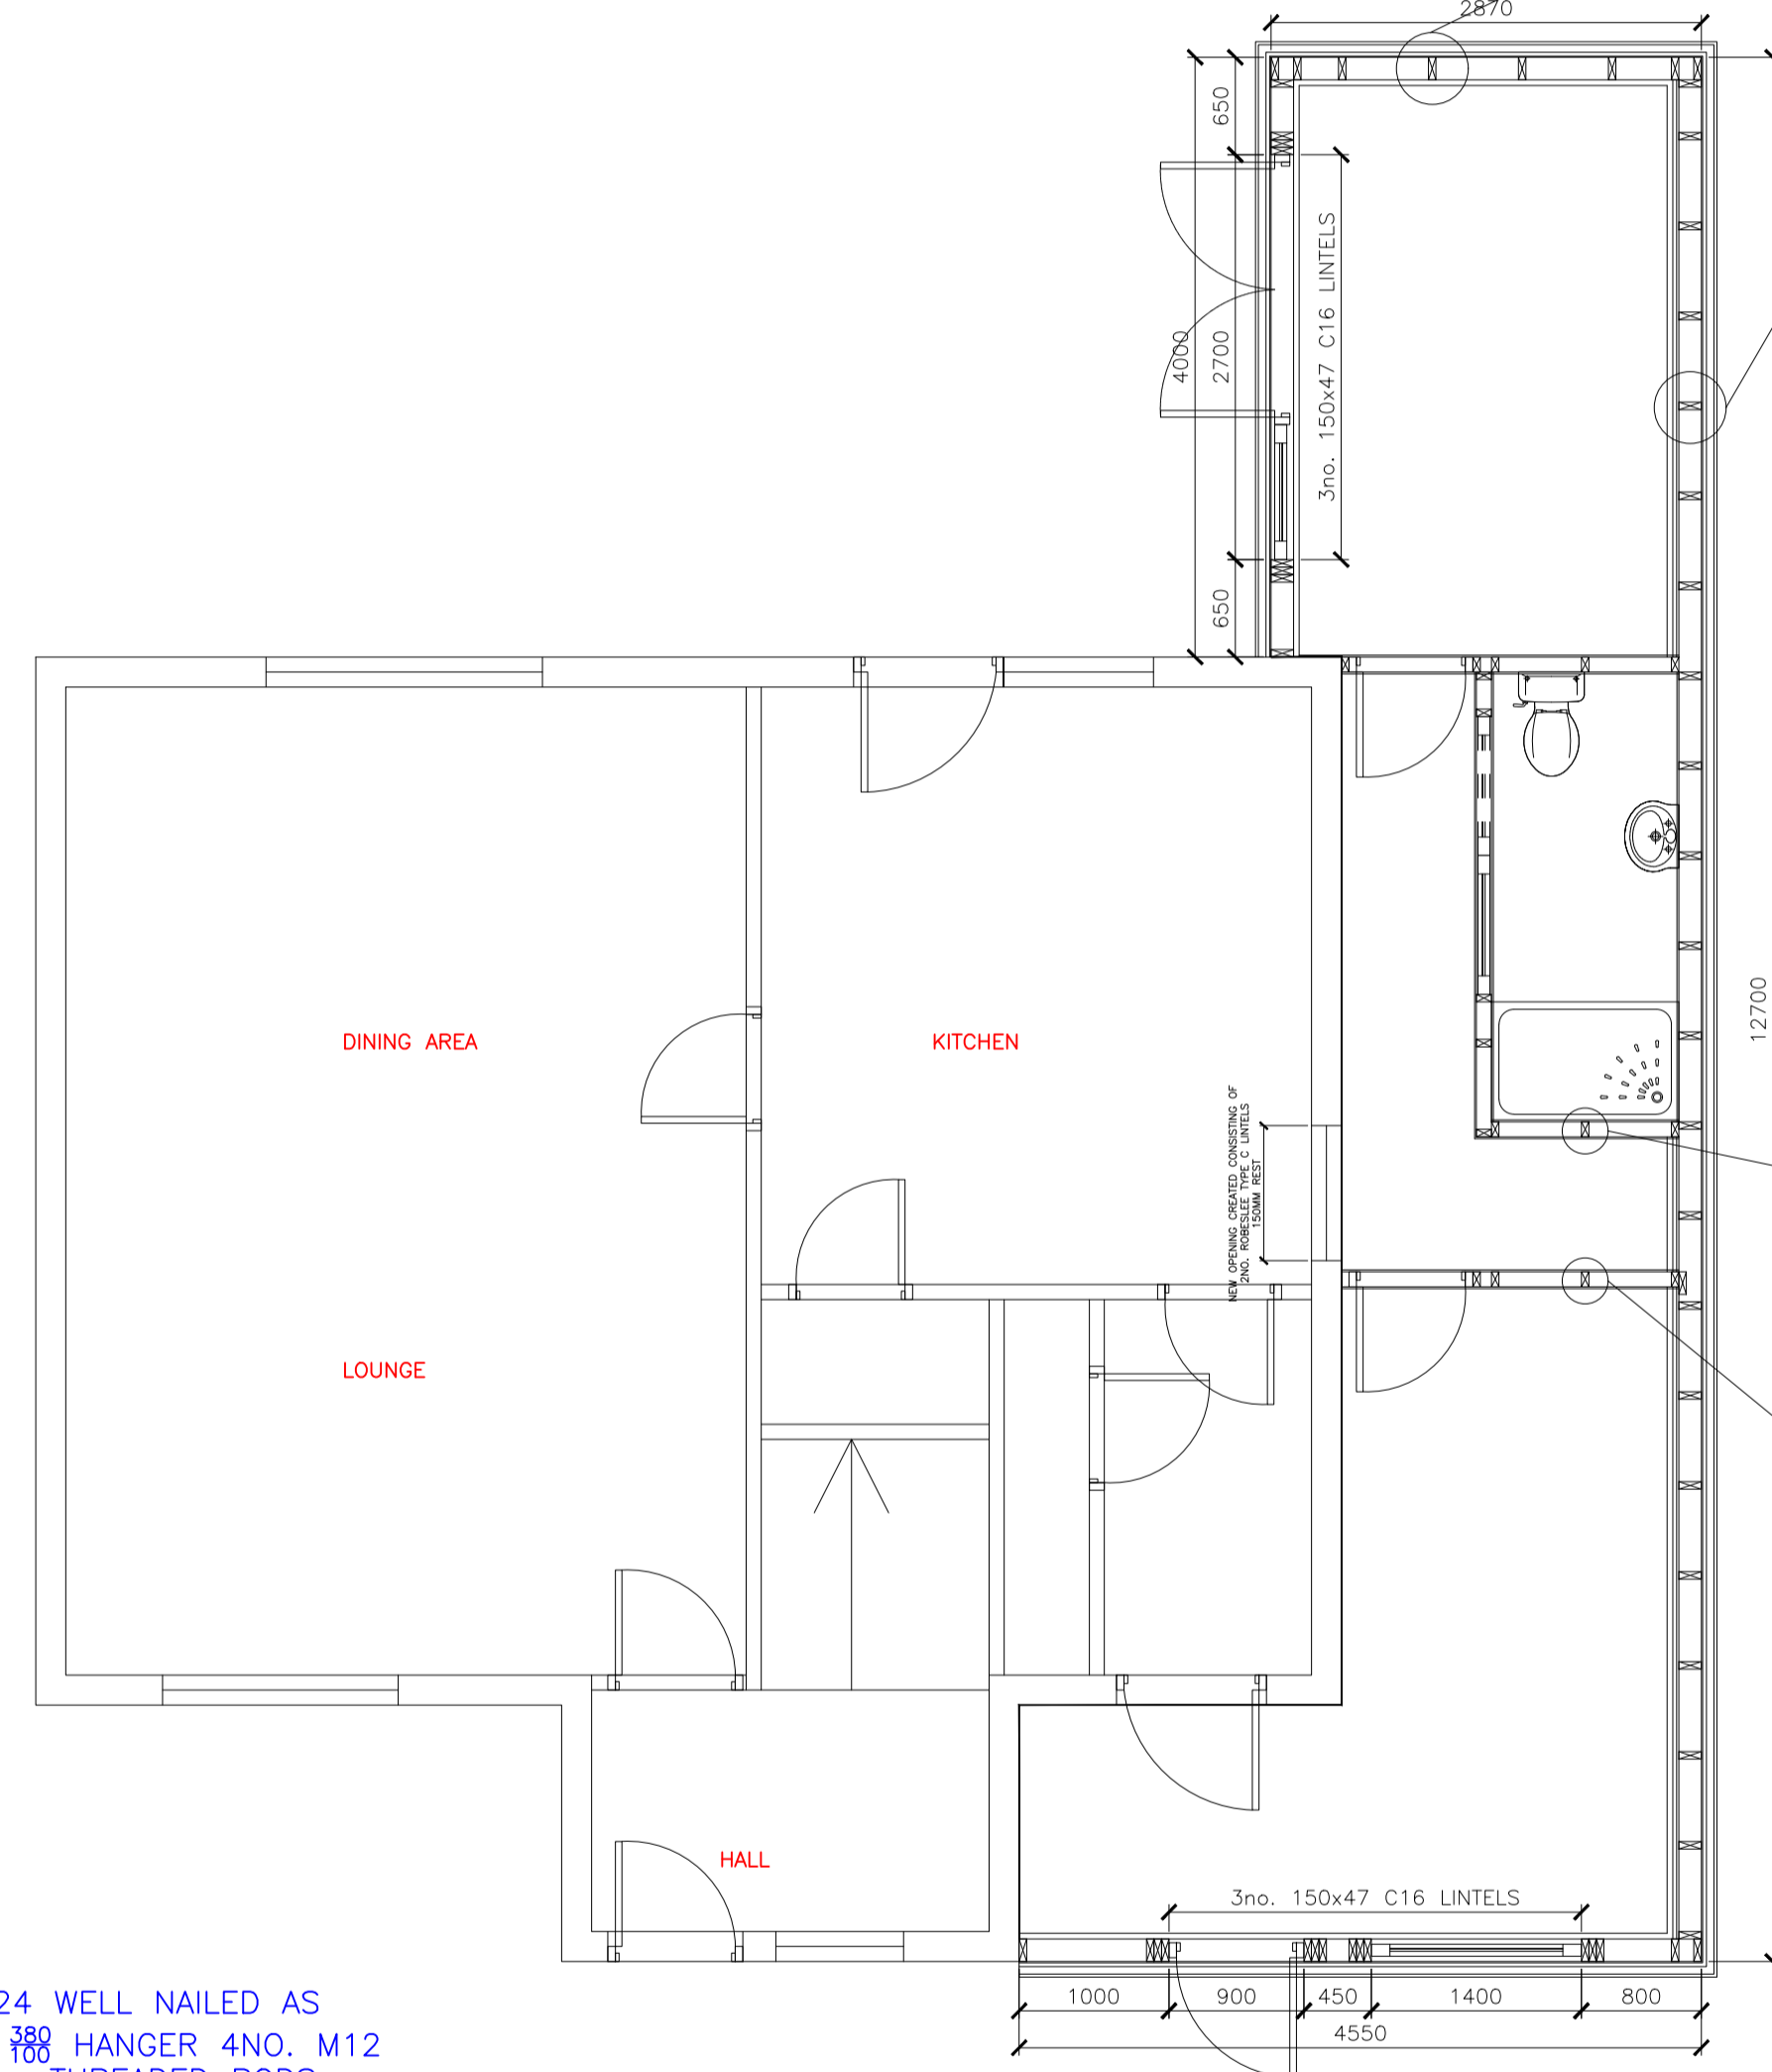 2870
650
4000
2700
3no. 150x47 C16 LINTELS
650
12700
DINING AREA
KITCHEN
NEW OPENING CREATED CONSISTING OF
2NO. ROBESLEE TYPE C LINTELS
150MM REST
LOUNGE
HALL
3no. 150x47 C16 LINTELS
1000
900
450
1400
800
4550
24 WELL NAILED AS
380
100 HANGER 4NO. M12
THREADED RODS